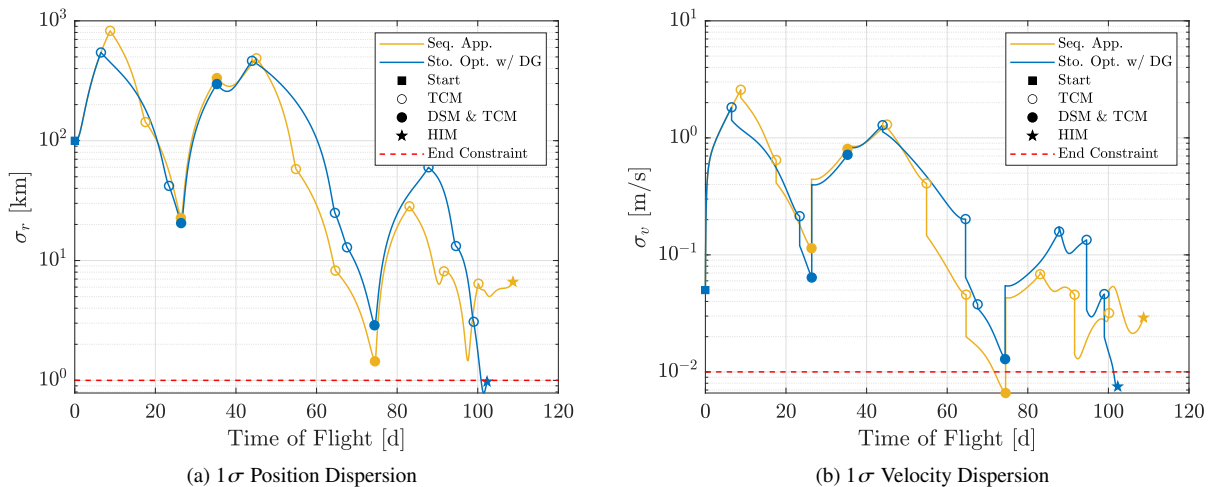 10^3
10^2
10^1
10^0
σ_r [km]
0 20 40 60 80 100 120
Time of Flight [d]
Seq. App.
Sto. Opt. w/ DG
Start
TCM
DSM & TCM
HIM
End Constraint
(a) 1σ Position Dispersion
10^1
10^0
10^-1
10^-2
σ_v [m/s]
0 20 40 60 80 100 120
Time of Flight [d]
Seq. App.
Sto. Opt. w/ DG
Start
TCM
DSM & TCM
HIM
End Constraint
(b) 1σ Velocity Dispersion